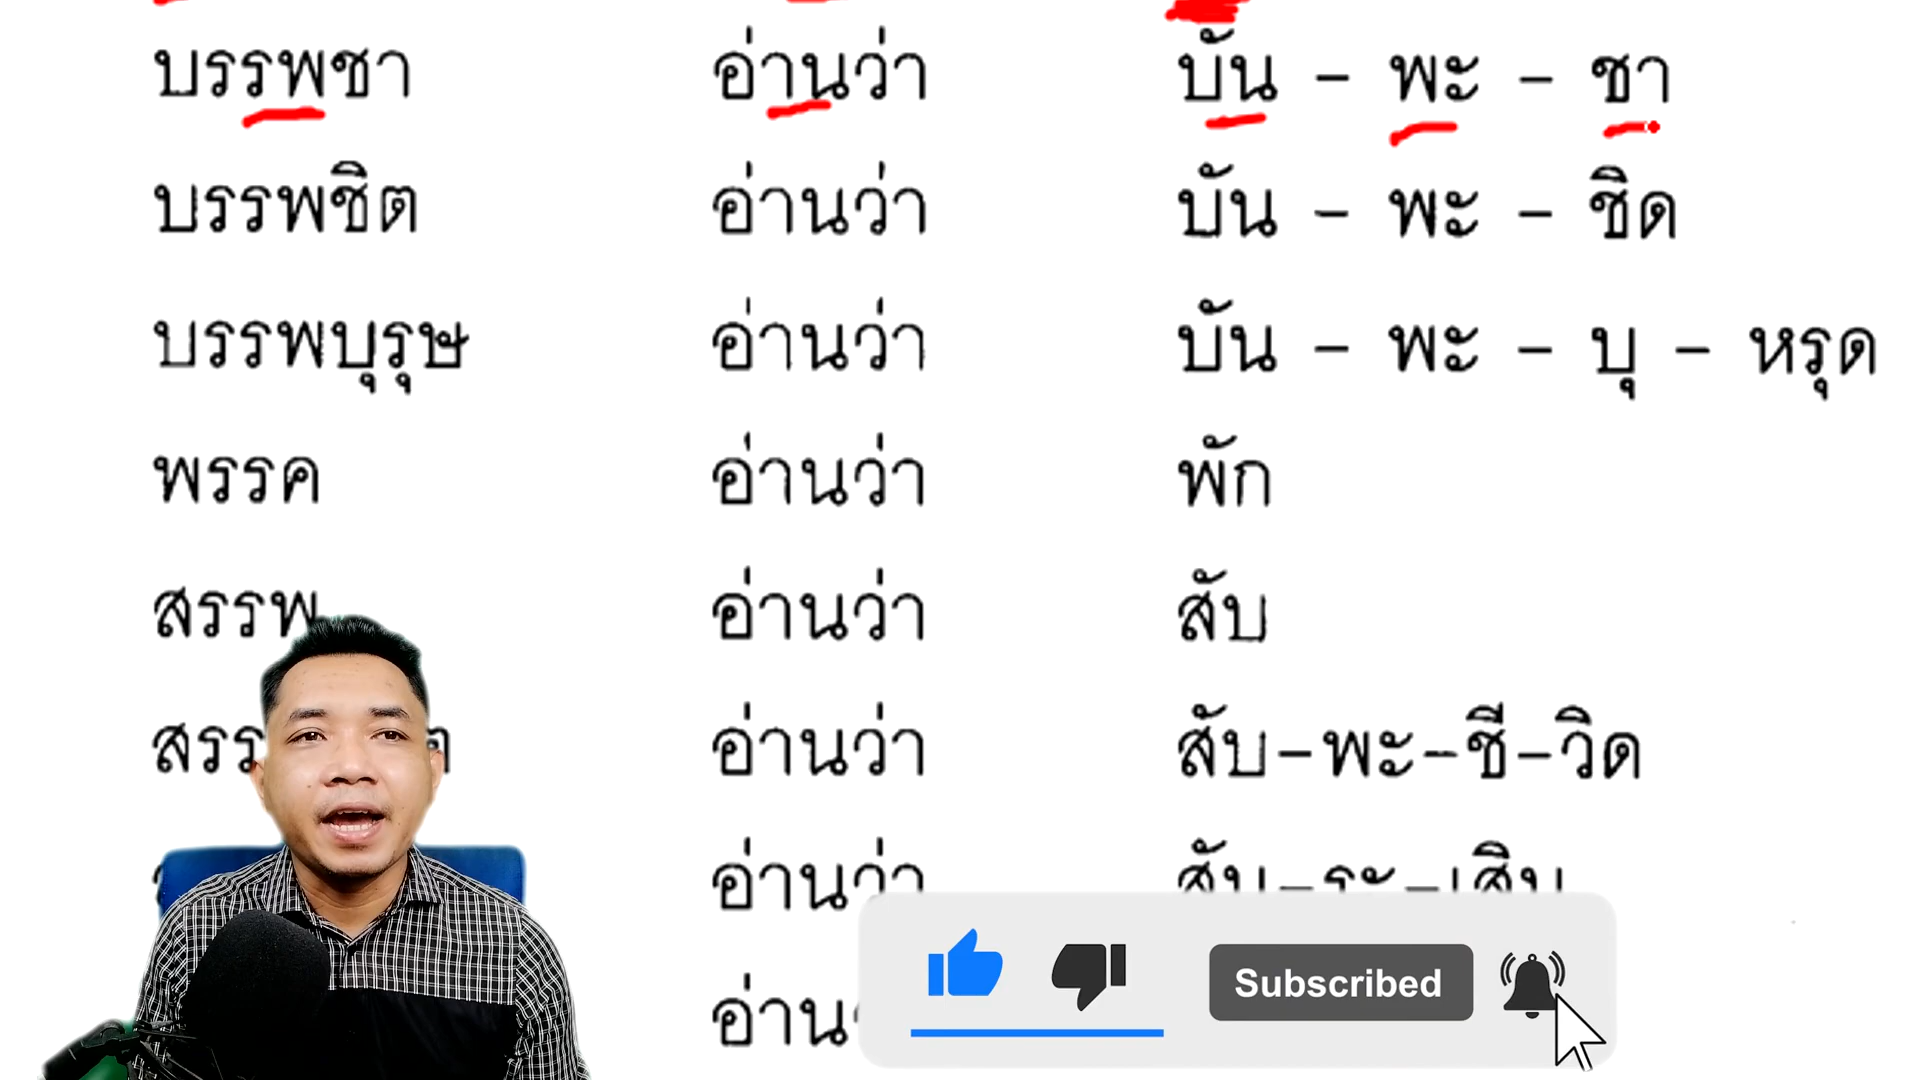 บรรพชา อ่านว่า บัน - พะ - ชา
บรรพชิต อ่านว่า บัน - พะ - ชิด
บรรพบุรุษ อ่านว่า บัน - พะ - บุ - หรุด
พรรค อ่านว่า พัก
สรรพ อ่านว่า สับ
อ่านว่า สับ-พะ-ชี-วิด
อ่านว่า
Subscribed